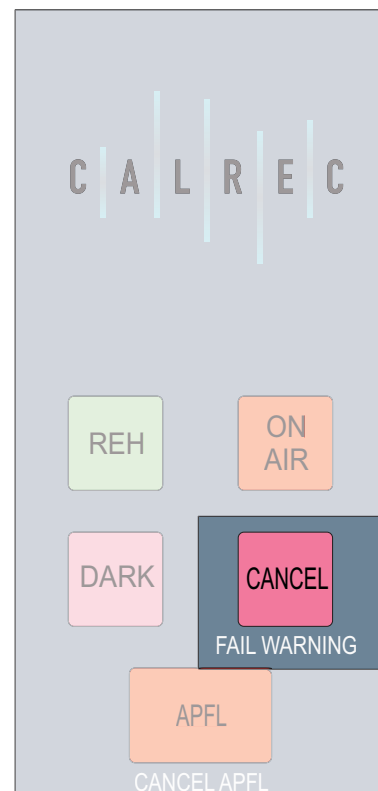 CALREC
REH
ON
AIR
DARK
CANCEL
FAIL WARNING
APFL
CANCEL APFL